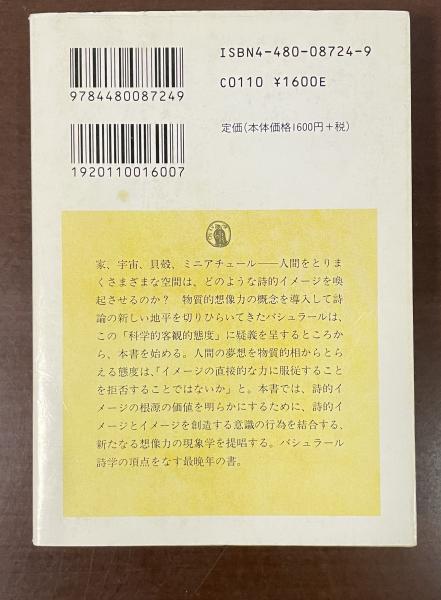 ISBN4-480-08724-9
9784480087249
C0110 ¥1600E
定価(本体価格1600円+税)
1920110016007
家、宇宙、貝殻、ミニアチュール――人間をとりま
くさまざまな空間は、どのような詩的イメージを喚
起させるのか? 物質的想像力の概念を導入して詩
論の新しい地平を切りひらいてきたバシュラールは、
この「科学的客観的態度」に疑義を呈するところか
ら、本書を始める。人間の夢想を物質的相からとら
える態度は、「イメージの直接的な力に服従すること
を拒否することではないか」と。本書では、詩的イ
メージの根源の価値を明らかにするために、詩的イ
メージとイメージを創造する意識の行為を結合する、
新たなる想像力の現象学を提唱する。バシュラール
詩学の頂点をなす最晩年の書。